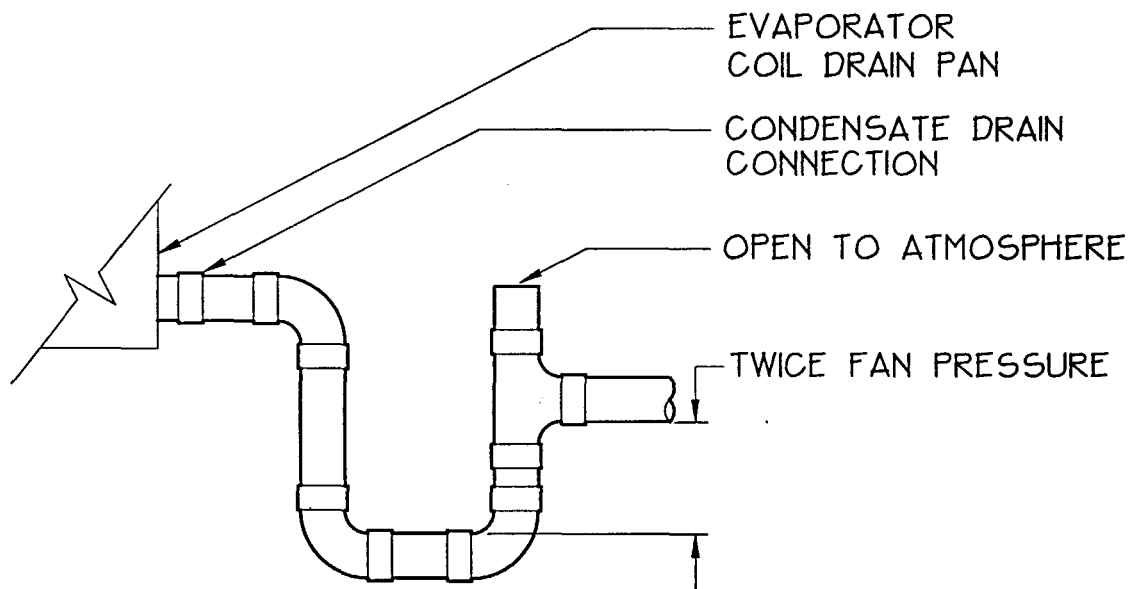 EVAPORATOR
COIL DRAIN PAN
CONDENSATE DRAIN
CONNECTION
OPEN TO ATMOSPHERE
TWICE FAN PRESSURE